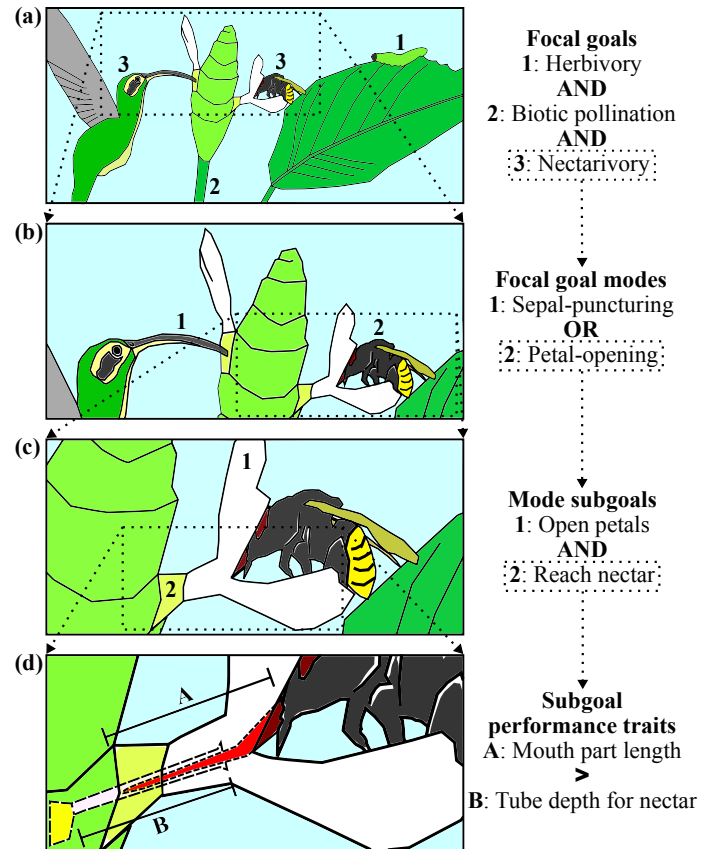 (a)
3
3
1
2
Focal goals
1: Herbivory
AND
2: Biotic pollination
AND
3: Nectarivory
(b)
1
2
Focal goal modes
1: Sepal-puncturing
OR
2: Petal-opening
(c)
1
2
Mode subgoals
1: Open petals
AND
2: Reach nectar
(d)
A
B
Subgoal
performance traits
A: Mouth part length
>
B: Tube depth for nectar